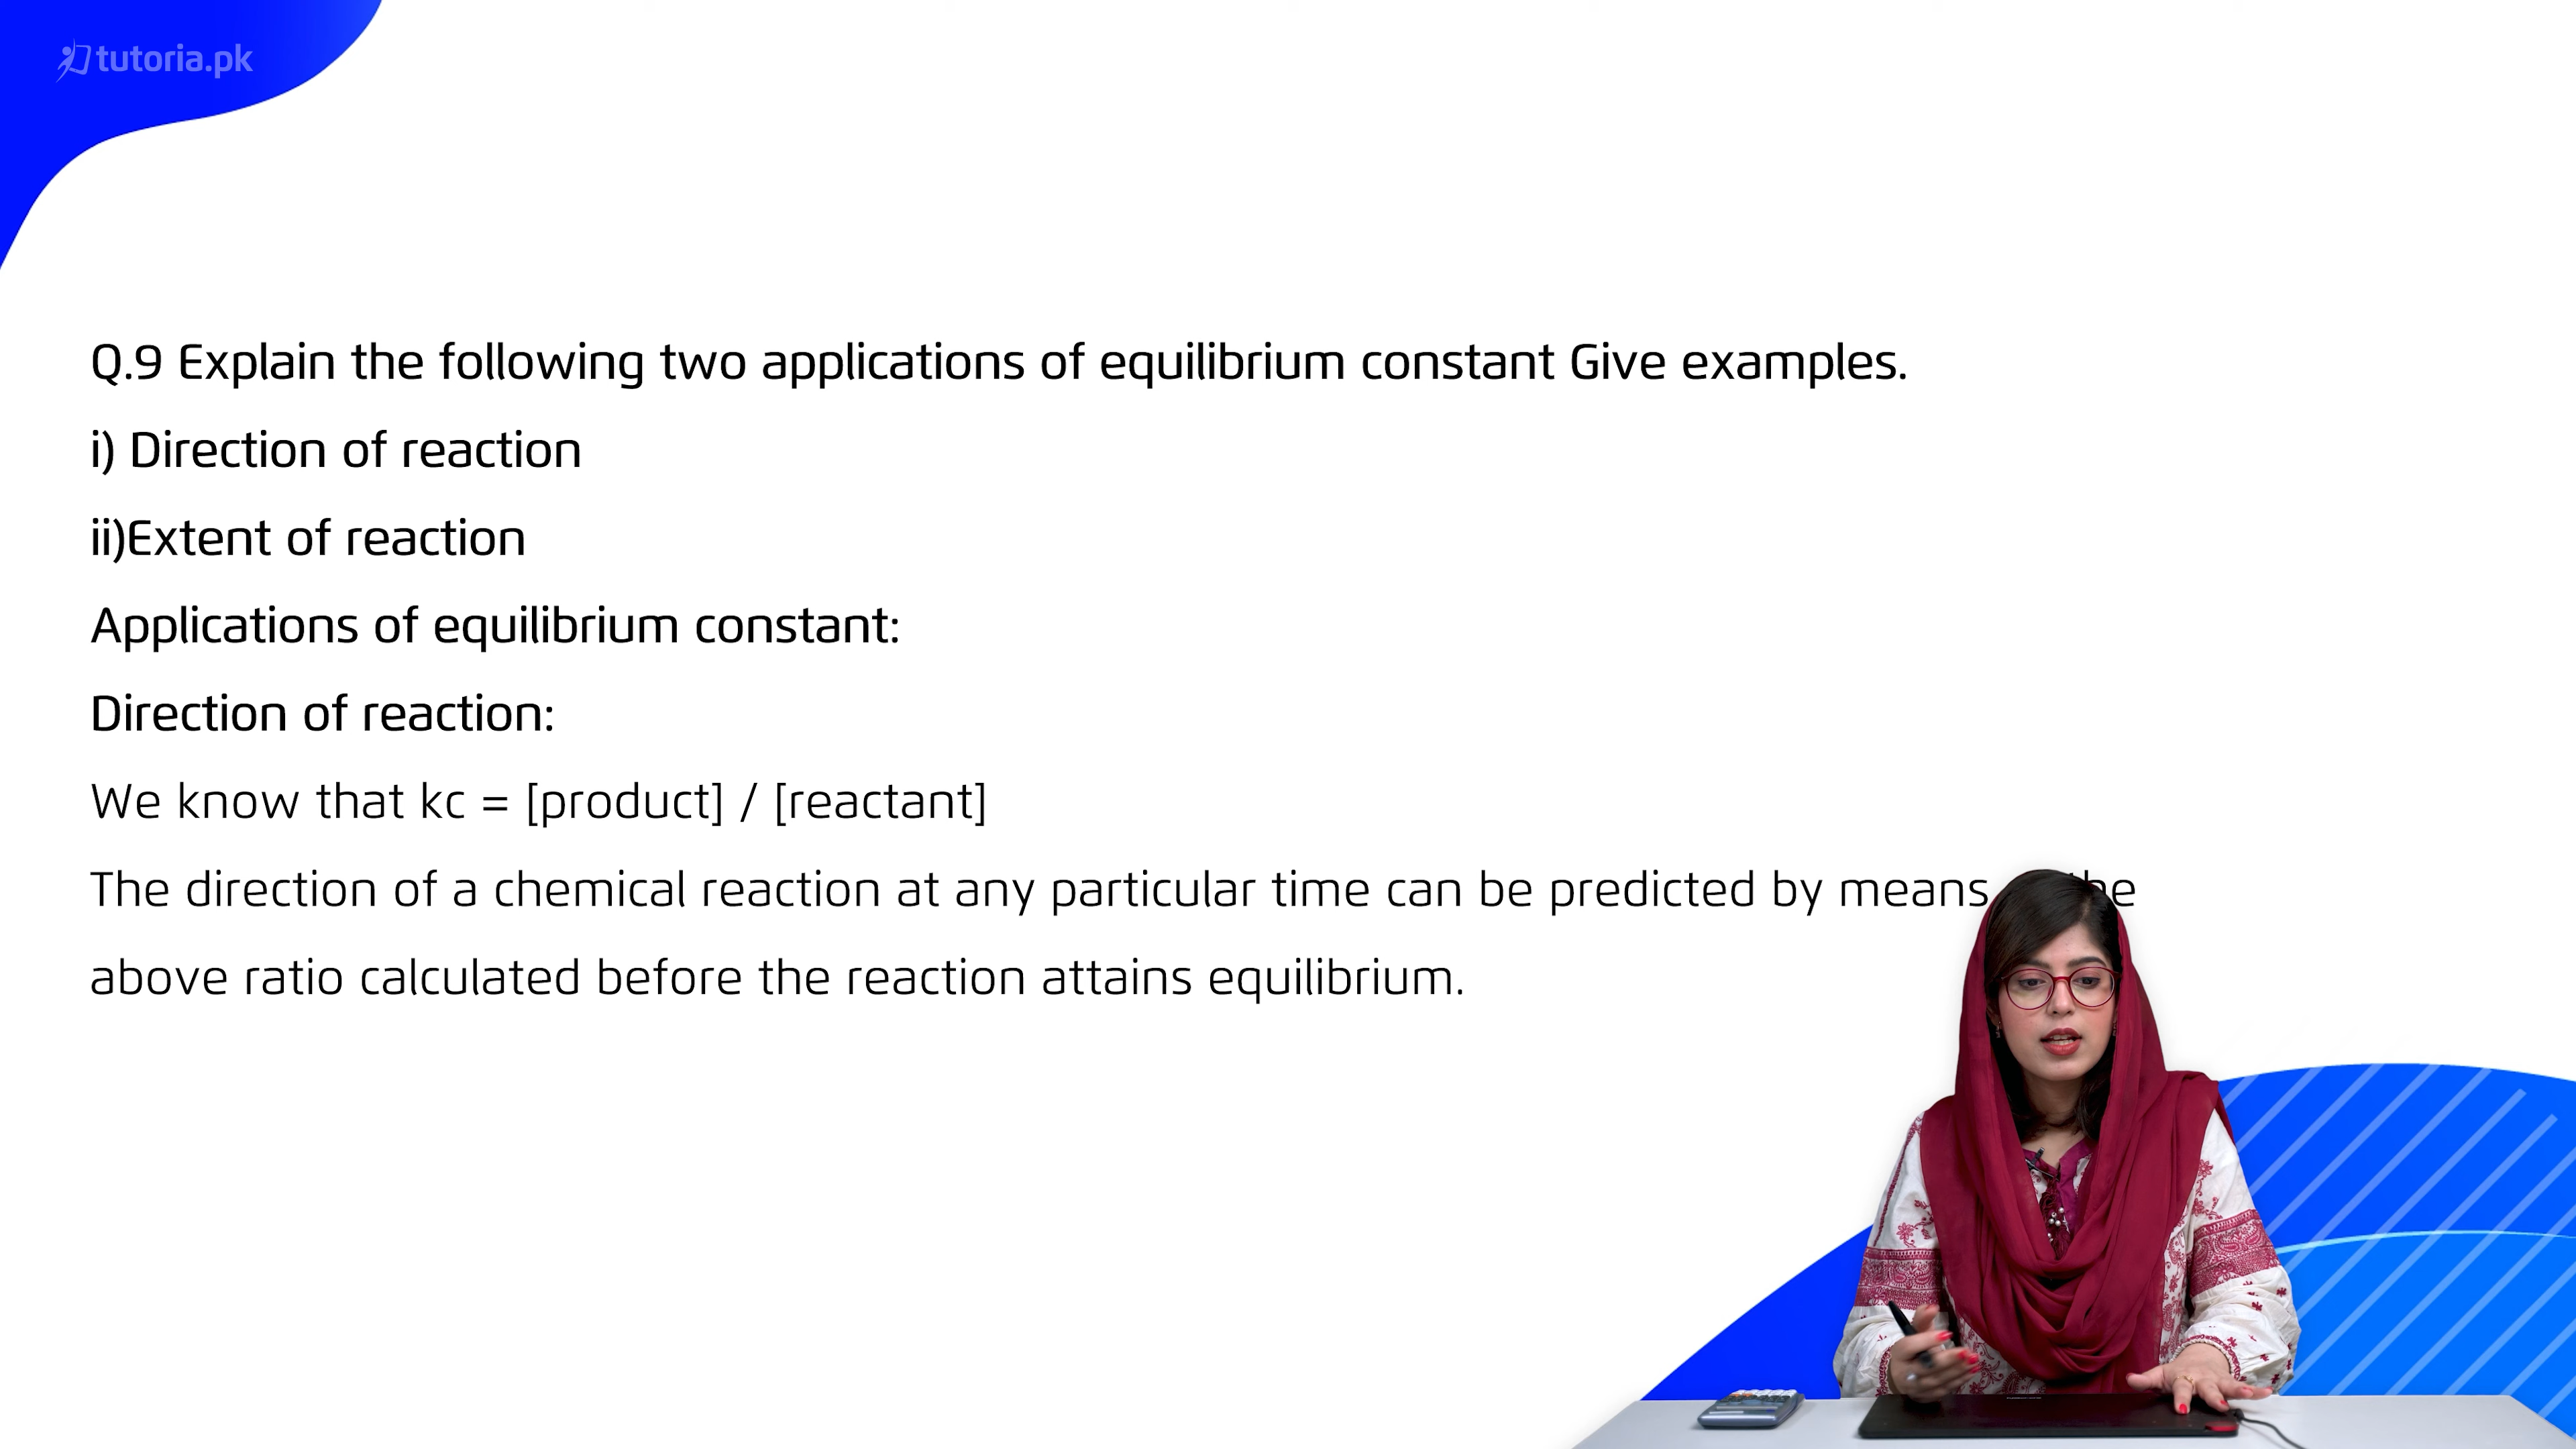 tutoria.pk
Q.9 Explain the following two applications of equilibrium constant Give examples.
i) Direction of reaction
ii)Extent of reaction
Applications of equilibrium constant:
Direction of reaction:
We know that kc = [product] / [reactant]
The direction of a chemical reaction at any particular time can be predicted by means the
above ratio calculated before the reaction attains equilibrium.